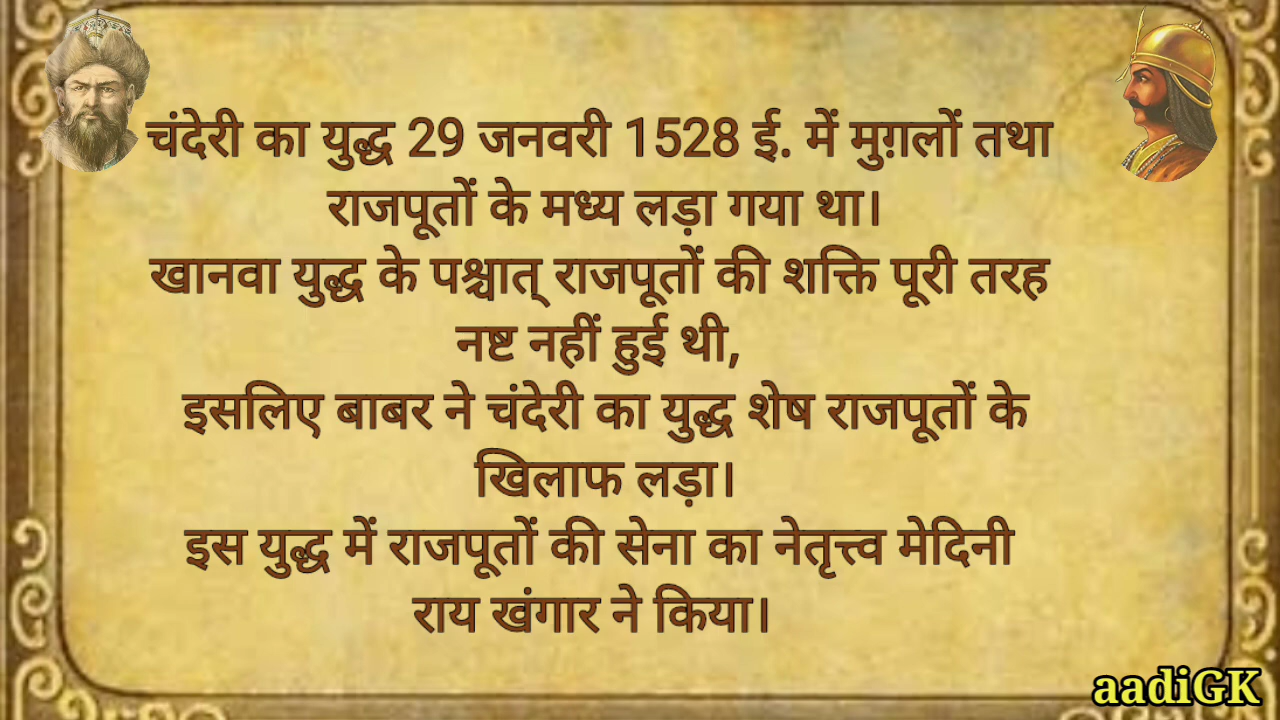 चंदेरी का युद्ध 29 जनवरी 1528 ई. में मुग़लों तथा
राजपूतों के मध्य लड़ा गया था।
खानवा युद्ध के पश्चात् राजपूतों की शक्ति पूरी तरह
नष्ट नहीं हुई थी,
इसलिए बाबर ने चंदेरी का युद्ध शेष राजपूतों के
खिलाफ लड़ा।
इस युद्ध में राजपूतों की सेना का नेतृत्त्व मेदिनी
राय खंगार ने किया।
aadiGK